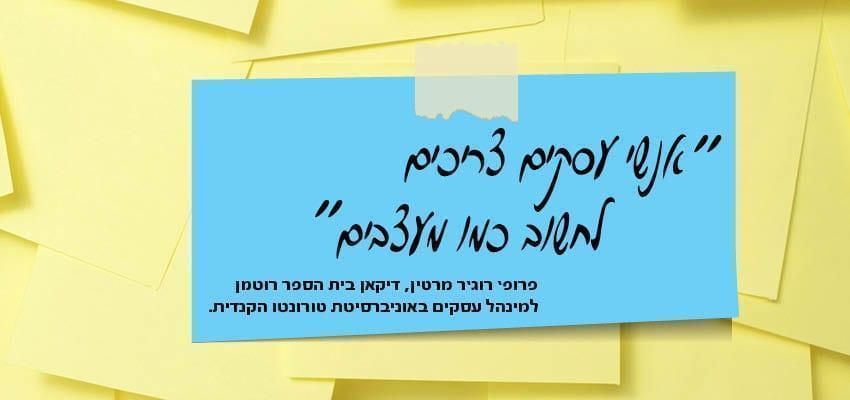 "אנשי עסקים צריכים
לחשוב כמו מעצבים"
פרופ׳ רוג׳ר מרטין, דיקאן בית הספר רוטמן
למינהל עסקים באוניברסיטת טורונטו הקנדית.